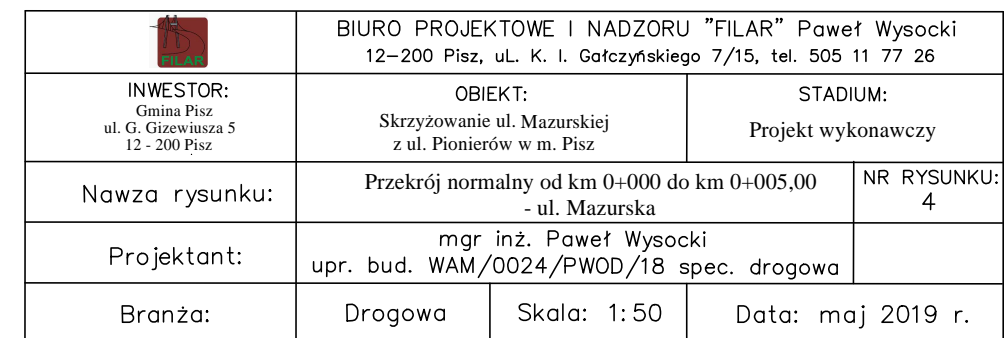 FILAR
BIURO PROJEKTOWE I NADZORU "FILAR" Paweł Wysocki
12-200 Pisz, uL. K. I. Gałczyńskiego 7/15, tel. 505 11 77 26
INWESTOR:
Gmina Pisz
ul. G. Gizewiusza 5
12 - 200 Pisz
OBIEKT:
Skrzyżowanie ul. Mazurskiej
z ul. Pionierów w m. Pisz
STADIUM:
Projekt wykonawczy
Nawza rysunku:
Przekrój normalny od km 0+000 do km 0+005,00
- ul. Mazurska
NR RYSUNKU:
4
Projektant:
mgr inż. Paweł Wysocki
upr. bud. WAM/0024/PWOD/18 spec. drogowa
Branża:
Drogowa
Skala: 1:50
Data: maj 2019 r.